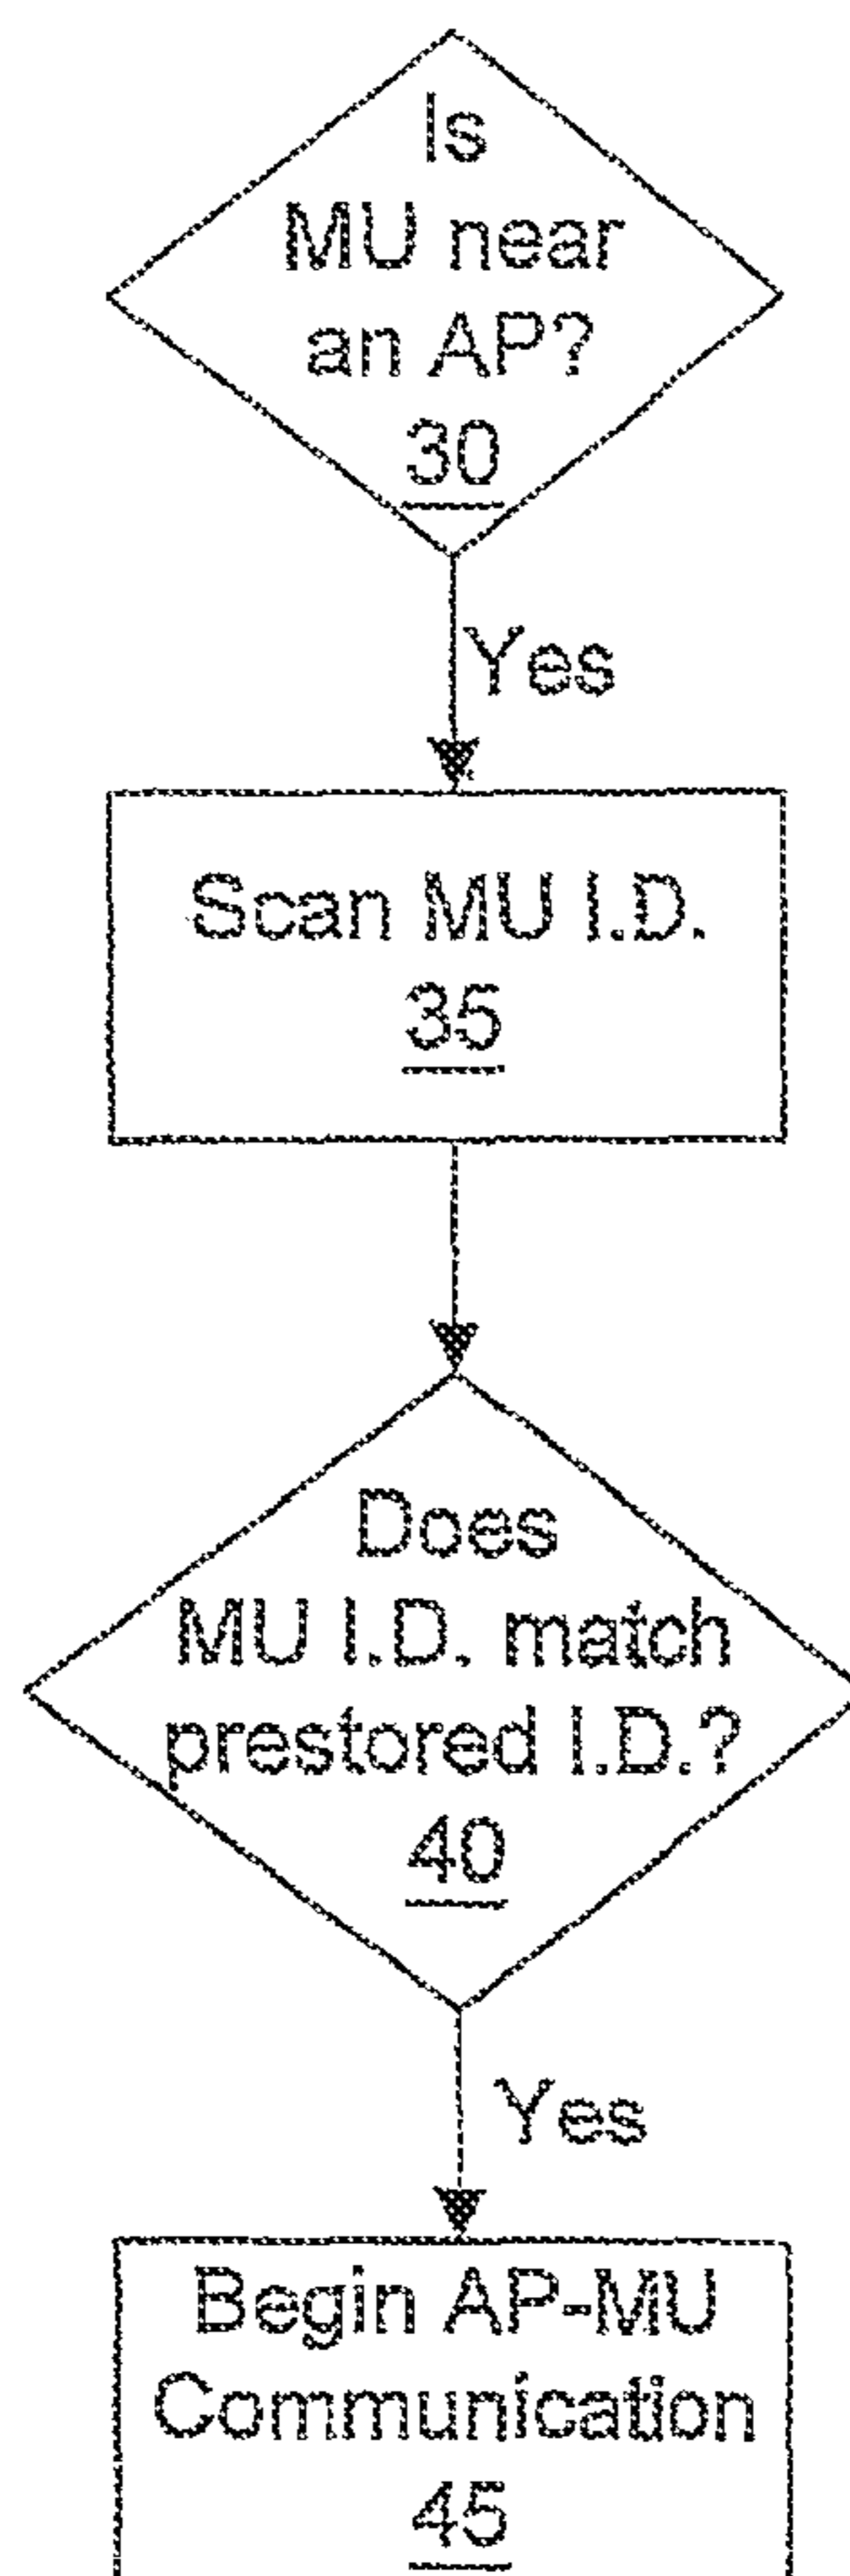 Is
MU near
an AP?
30
Yes
Scan MU I.D.
35
Does
MU I.D. match
prestored I.D.?
40
Yes
Begin AP-MU
Communication
45